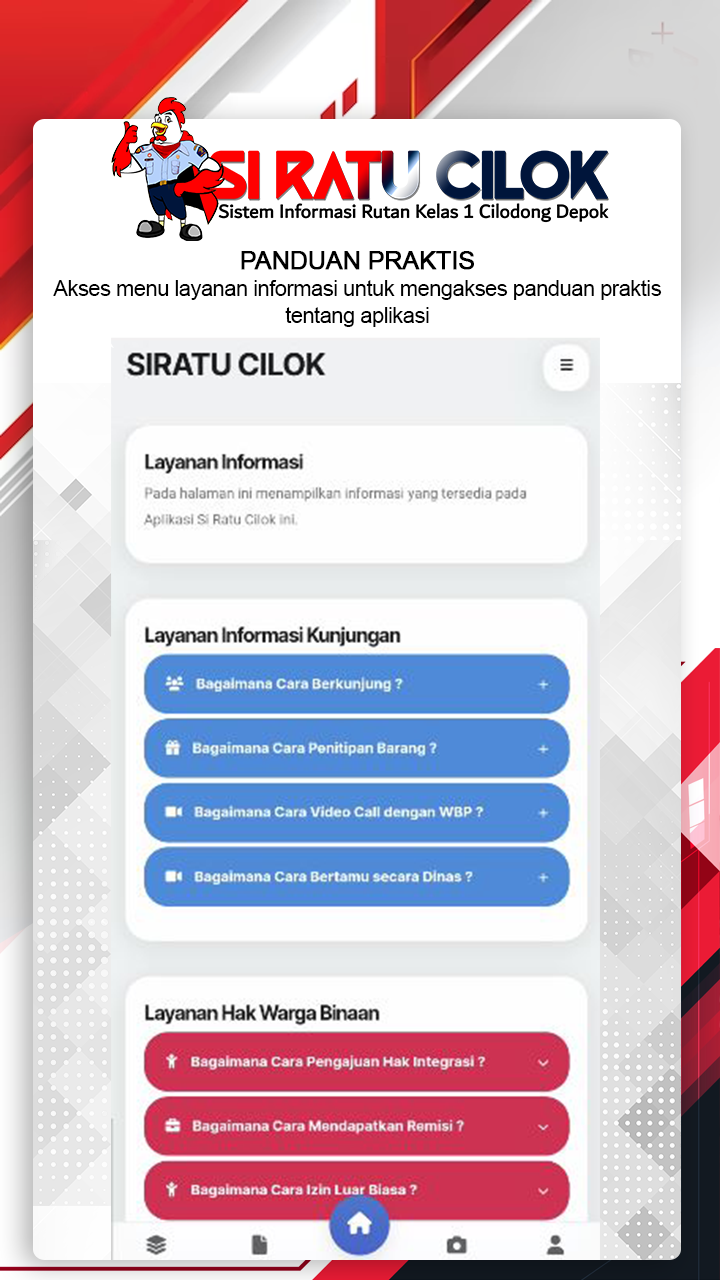 SI RATU CILOK
Sistem Informasi Rutan Kelas 1 Cilodong Depok
PANDUAN PRAKTIS
Akses menu layanan informasi untuk mengakses panduan praktis
tentang aplikasi
SIRATU CILOK
Layanan Informasi
Pada halaman ini menampilkan informasi yang tersedia pada
Aplikasi Si Ratu Cilok ini.
Layanan Informasi Kunjungan
Bagaimana Cara Berkunjung ?
Bagaimana Cara Penitipan Barang ?
Bagaimana Cara Video Call dengan WBP ?
Bagaimana Cara Bertamu secara Dinas ?
Layanan Hak Warga Binaan
Bagaimana Cara Pengajuan Hak Integrasi ?
Bagaimana Cara Mendapatkan Remisi ?
Bagaimana Cara Izin Luar Biasa ?